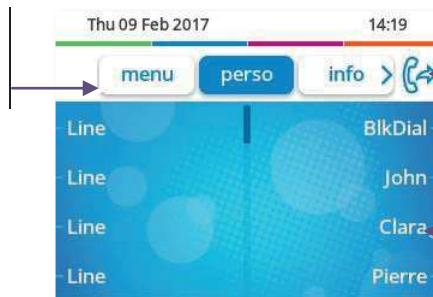 Thu 09 Feb 2017 14:19
menu perso info
Line BlkDial
Line John
Line Clara
Line Pierre